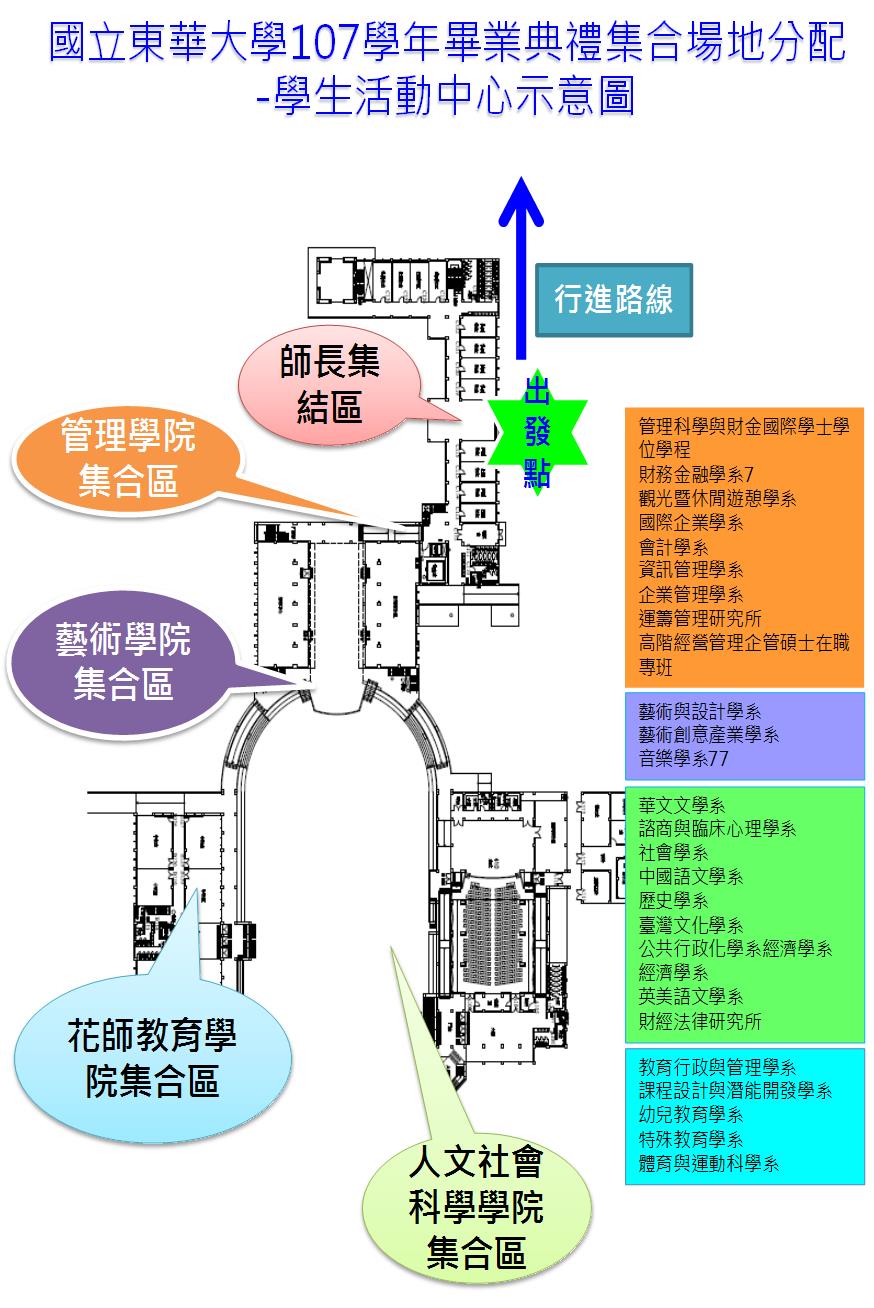 國立東華大學107學年畢業典禮集合場地分配
-學生活動中心示意圖
行進路線
師長集
結區
出
發
點
管理學院
集合區
藝術學院
集合區
花師教育學
院集合區
人文社會
科學學院
集合區
管理科學與財金國際學士學
位學程
財務金融學系7
觀光暨休閒遊憩學系
國際企業學系
會計學系
資訊管理學系
企業管理學系
運籌管理研究所
高階經營管理企管碩士在職
專班
藝術與設計學系
藝術創意產業學系
音樂學系77
華文文學系
諮商與臨床心理學系
社會學系
中國語文學系
歷史學系
臺灣文化學系
公共行政化學系經濟學系
經濟學系
英美語文學系
財經法律研究所
教育行政與管理學系
課程設計與潛能開發學系
幼兒教育學系
特殊教育學系
體育與運動科學系